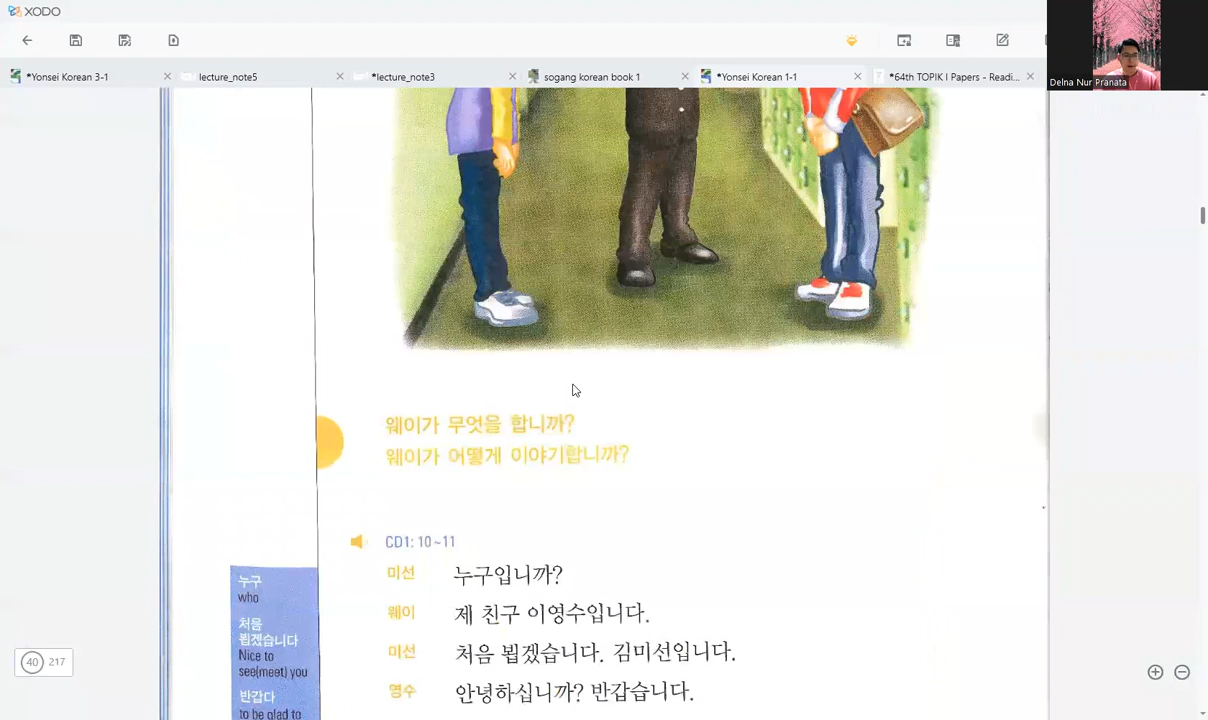 XODO
*Yonsei Korean 3-1
lecture_note5
*lecture_note3
sogang korean book 1
*Yonsei Korean 1-1
*64th TOPIK I Papers - Readi...
Delna Nur Pranata
웨이가 무엇을 합니까?
웨이가 어떻게 이야기합니까?
CD1: 10~11
미선 누구입니까?
웨이 제 친구 이영수입니다.
미선 처음 뵙겠습니다. 김미선입니다.
영수 안녕하십니까? 반갑습니다.
누구
who
처음
뵙겠습니다
Nice to
see(meet) you
반갑다
to be glad to
40 217